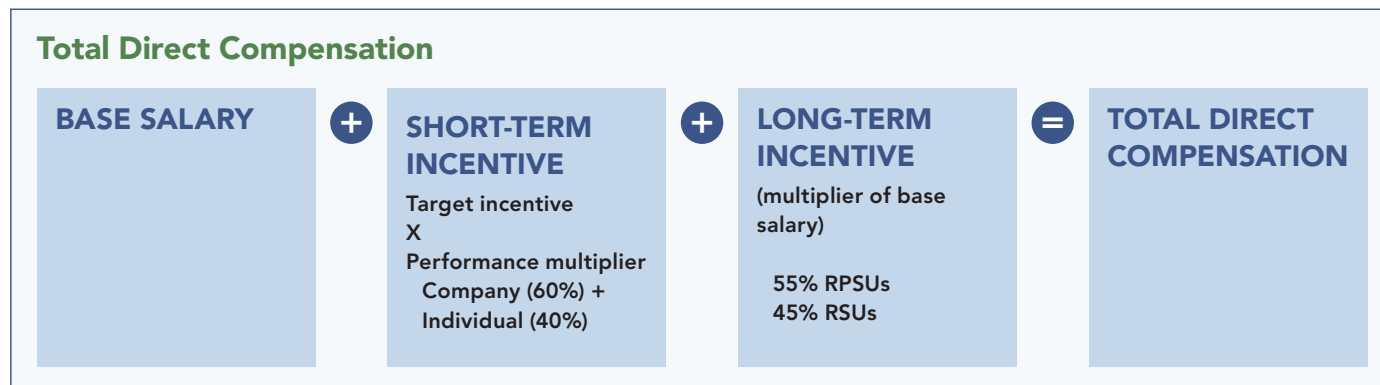 Total Direct Compensation
BASE SALARY
+
SHORT-TERM
INCENTIVE
Target incentive
X
Performance multiplier
Company (60%) +
Individual (40%)
+
LONG-TERM
INCENTIVE
(multiplier of base
salary)
55% RPSUs
45% RSUs
=
TOTAL DIRECT
COMPENSATION